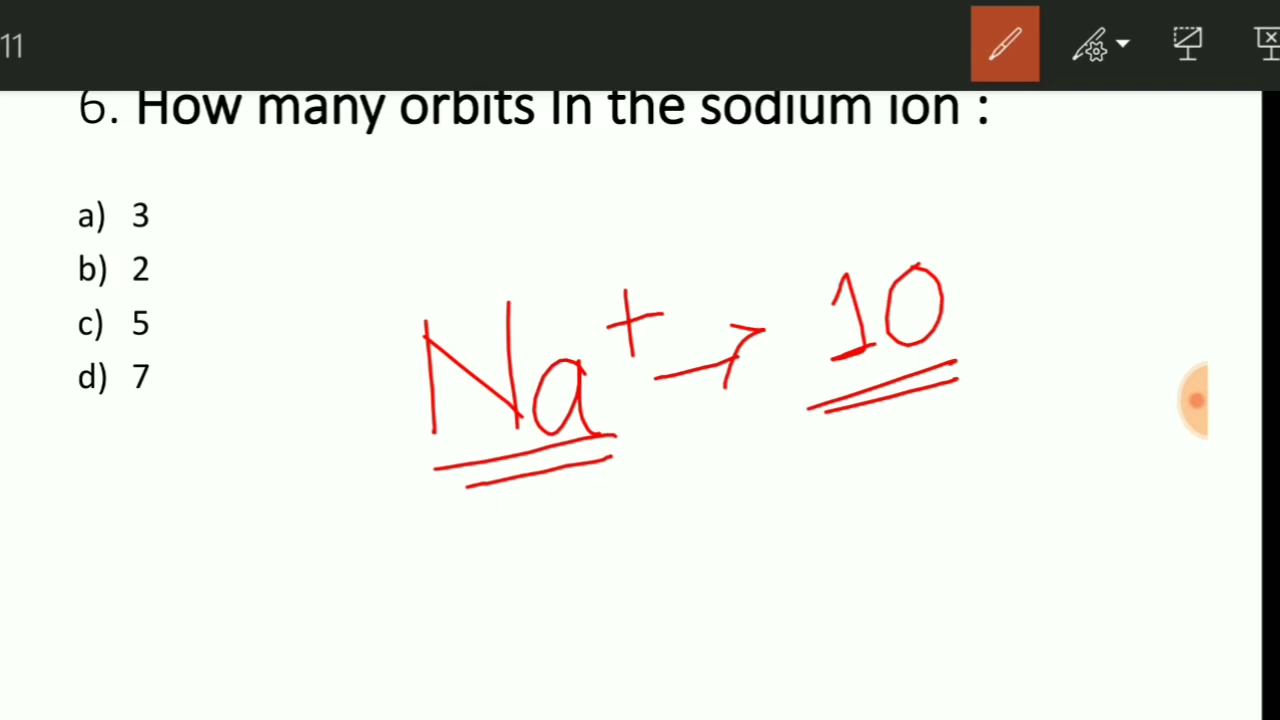 11
6. How many orbits In the sodium ion :
a) 3
b) 2
c) 5
d) 7
Na⁺ → 10